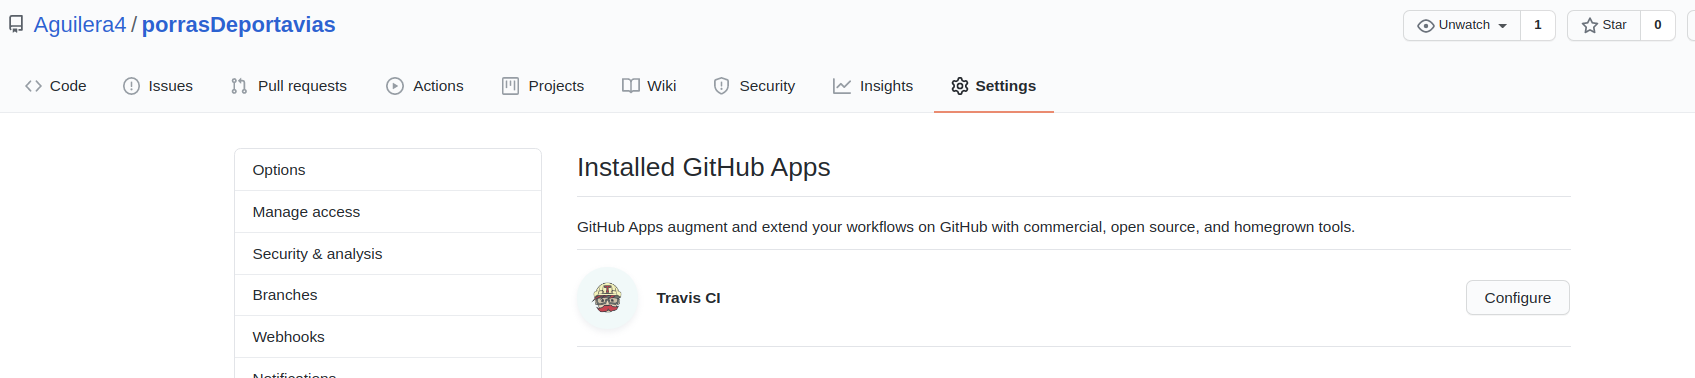 Aguilera4 / porrasDeportavias
Unwatch 1 Star 0
Code Issues Pull requests Actions Projects Wiki Security Insights Settings
Options
Manage access
Security & analysis
Branches
Webhooks
Notifications
Installed GitHub Apps
GitHub Apps augment and extend your workflows on GitHub with commercial, open source, and homegrown tools.
Travis CI
Configure